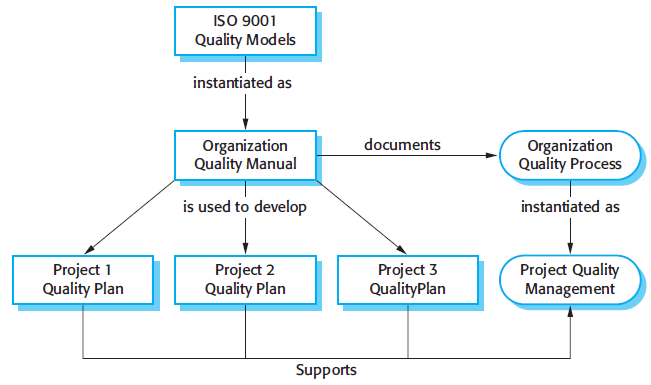 ISO 9001
Quality Models
instantiated as
Organization
Quality Manual
documents
Organization
Quality Process
is used to develop
instantiated as
Project 1
Quality Plan
Project 2
Quality Plan
Project 3
QualityPlan
Project Quality
Management
Supports